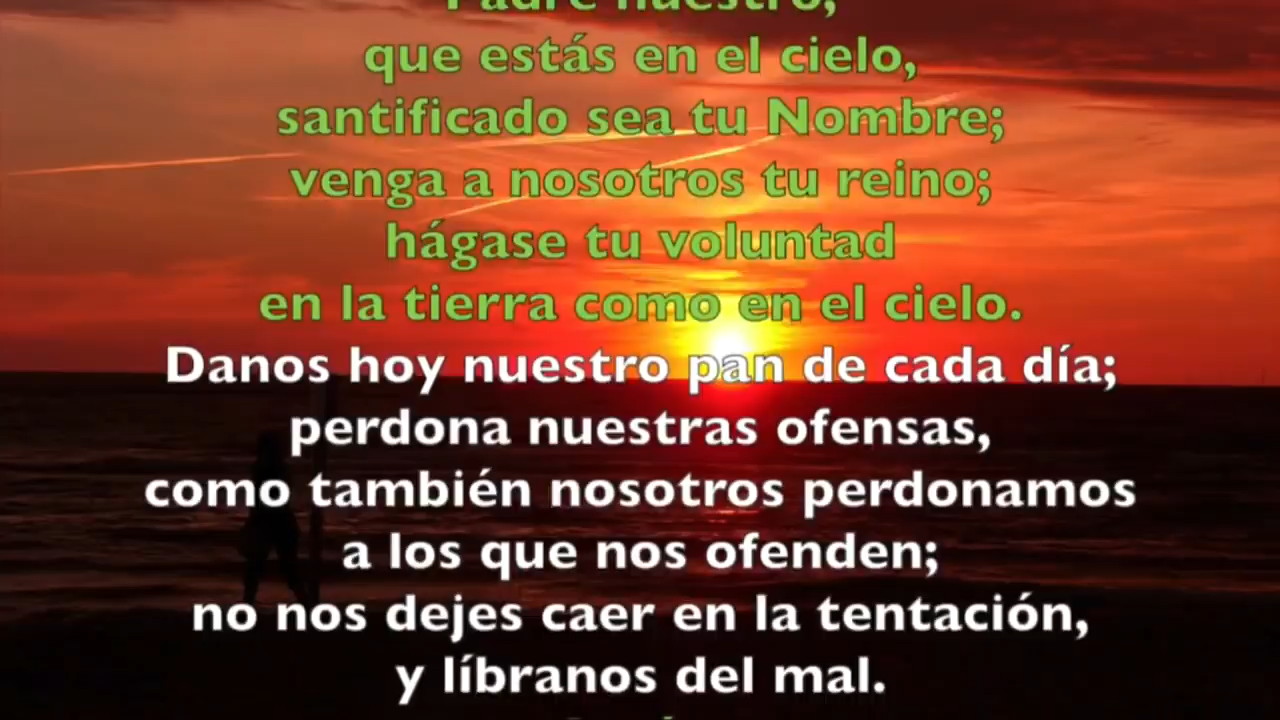 Padre nuestro,
que estás en el cielo,
santificado sea tu Nombre;
venga a nosotros tu reino;
hágase tu voluntad
en la tierra como en el cielo.
Danos hoy nuestro pan de cada día;
perdona nuestras ofensas,
como también nosotros perdonamos
a los que nos ofenden;
no nos dejes caer en la tentación,
y líbranos del mal.